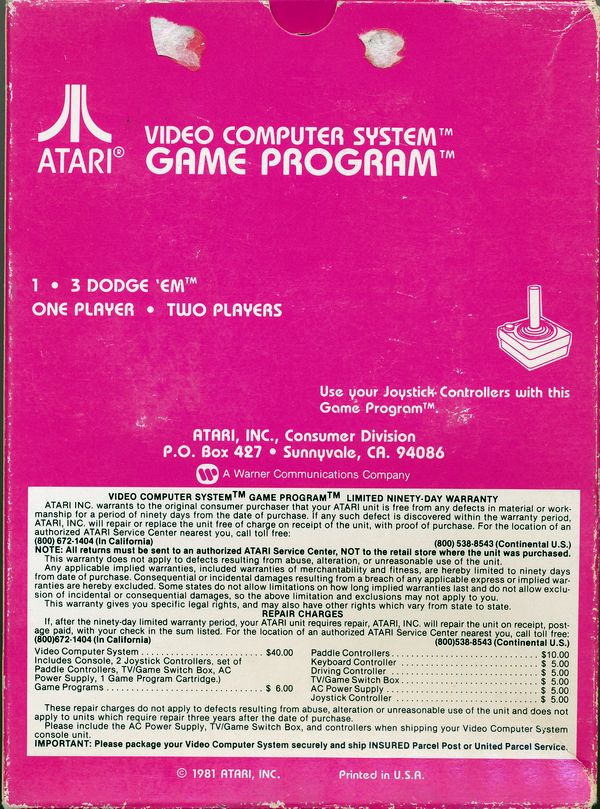 ATARI® VIDEO COMPUTER SYSTEM™
GAME PROGRAM™
1 • 3 DODGE 'EM™
ONE PLAYER • TWO PLAYERS
Use your Joystick Controllers with this
Game Program™.
ATARI, INC., Consumer Division
P.O. Box 427 • Sunnyvale, CA. 94086
A Warner Communications Company
VIDEO COMPUTER SYSTEM™ GAME PROGRAM™ LIMITED NINETY-DAY WARRANTY
ATARI INC. warrants to the original consumer purchaser that your ATARI unit is free from any defects in material or work-
manship for a period of ninety days from the date of purchase. If any such defect is discovered within the warranty period,
ATARI, INC. will repair or replace the unit free of charge on receipt of the unit, with proof of purchase. For the location of an
authorized ATARI Service Center nearest you, call toll free:
(800) 672-1404 (in California) (800) 538-8543 (Continental U.S.)
NOTE: All returns must be sent to an authorized ATARI Service Center, NOT to the retail store where the unit was purchased.
This warranty does not apply to defects resulting from abuse, alteration, or unreasonable use of the unit.
Any applicable implied warranties, included warranties of merchantability and fitness, are hereby limited to ninety days
from date of purchase. Consequential or incidental damages resulting from a breach of any applicable express or implied war-
ranties are hereby excluded. Some states do not allow limitations on how long implied warranties last and do not allow exclu-
sion of incidental or consequential damages, so the above limitation and exclusions may not apply to you.
This warranty gives you specific legal rights, and may also have other rights which vary from state to state.
REPAIR CHARGES
If, after the ninety-day limited warranty period, your ATARI unit requires repair, ATARI, INC. will repair the unit on receipt, post-
age paid, with your check in the sum listed. For the location of an authorized ATARI Service Center nearest you, call toll free:
(800)672-1404 (in California) (800)538-8543 (Continental U.S.)
Video Computer System . . . . . . . . . . . . . . . . . . . . $40.00
Includes Console, 2 Joystick Controllers, set of
Paddle Controllers, TV/Game Switch Box, AC
Power Supply, 1 Game Program Cartridge.)
Game Programs . . . . . . . . . . . . . . . . . . . . . . . . . . $ 6.00
Paddle Controllers . . . . . . . . . . . . . . . . . . . . . . . $10.00
Keyboard Controller . . . . . . . . . . . . . . . . . . . . . . $ 5.00
Driving Controller . . . . . . . . . . . . . . . . . . . . . . . . $ 5.00
TV/Game Switch Box . . . . . . . . . . . . . . . . . . . . . $ 5.00
AC Power Supply . . . . . . . . . . . . . . . . . . . . . . . . $ 5.00
Joystick Controller . . . . . . . . . . . . . . . . . . . . . . . $ 5.00
These repair charges do not apply to defects resulting from abuse, alteration or unreasonable use of the unit and does not
apply to units which require repair three years after the date of purchase.
Please include the AC Power Supply, TV/Game Switch Box, and controllers when shipping your Video Computer System
console unit.
IMPORTANT: Please package your Video Computer System securely and ship INSURED Parcel Post or United Parcel Service.
© 1981 ATARI, INC. Printed in U.S.A.